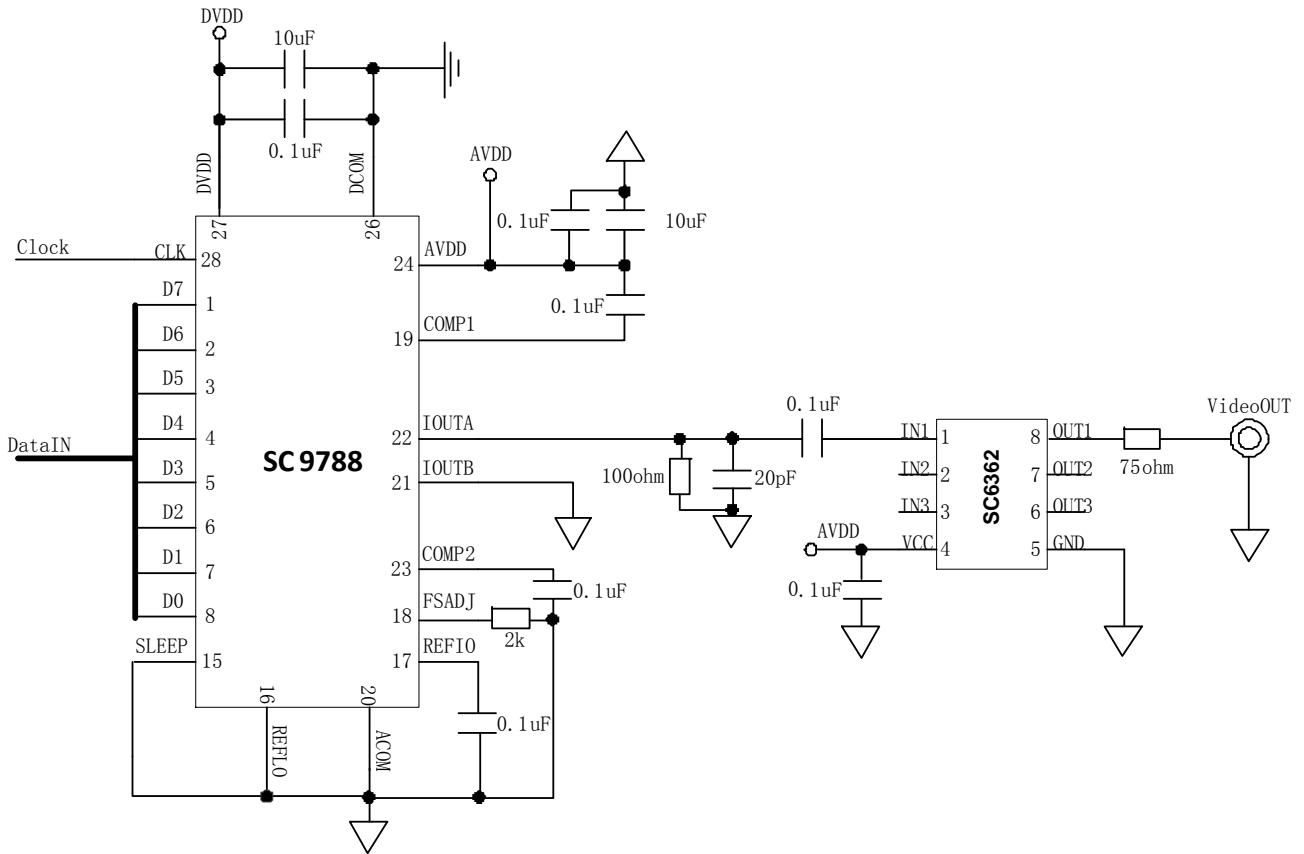 DVDD
10uF
0.1uF
DVDD
DCOM
27
26
AVDD
0.1uF
10uF
Clock
CLK
28
24
AVDD
0.1uF
D7
1
D6
2
19
COMP1
D5
3
DataIN
D4
4
SC9788
22
IOUTA
0.1uF
VideoOUT
D3
5
21
IOUTB
100ohm
20pF
IN1
1
8
OUT1
75ohm
IN2
2
7
OUT2
IN3
3
6
OUT3
SC6362
AVDD
VCC
4
5
GND
0.1uF
D2
6
D1
7
23
COMP2
0.1uF
D0
8
18
FSADJ
2k
SLEEP
15
17
REFIO
0.1uF
16
20
REFLO
ACOM